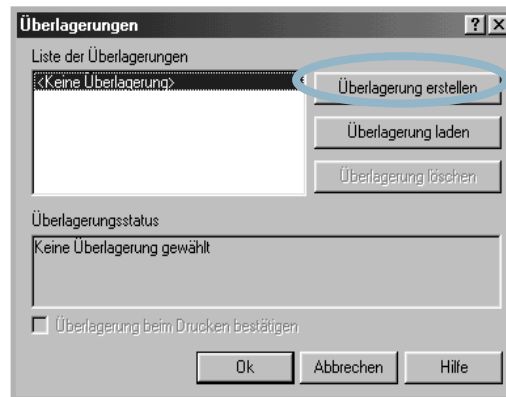 Überlagerungen
Liste der Überlagerungen
<Keine Überlagerung>
Überlagerung erstellen
Überlagerung laden
Überlagerung löschen
Überlagerungsstatus
Keine Überlagerung gewählt
Überlagerung beim Drucken bestätigen
Ok Abbrechen Hilfe